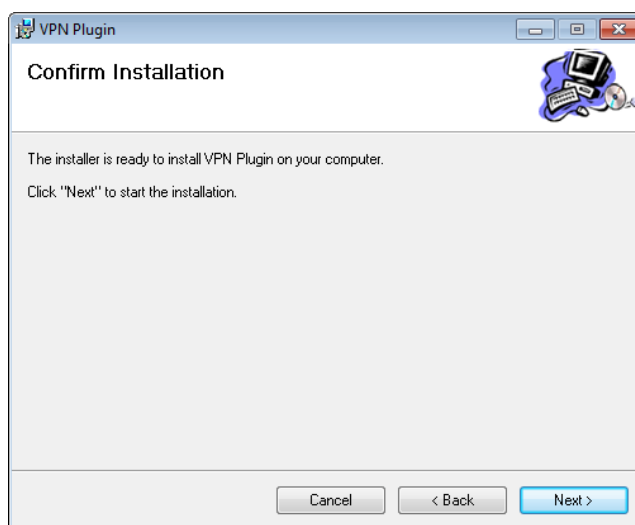 VPN Plugin
Confirm Installation
The installer is ready to install VPN Plugin on your computer.
Click "Next" to start the installation.
Cancel
< Back
Next >